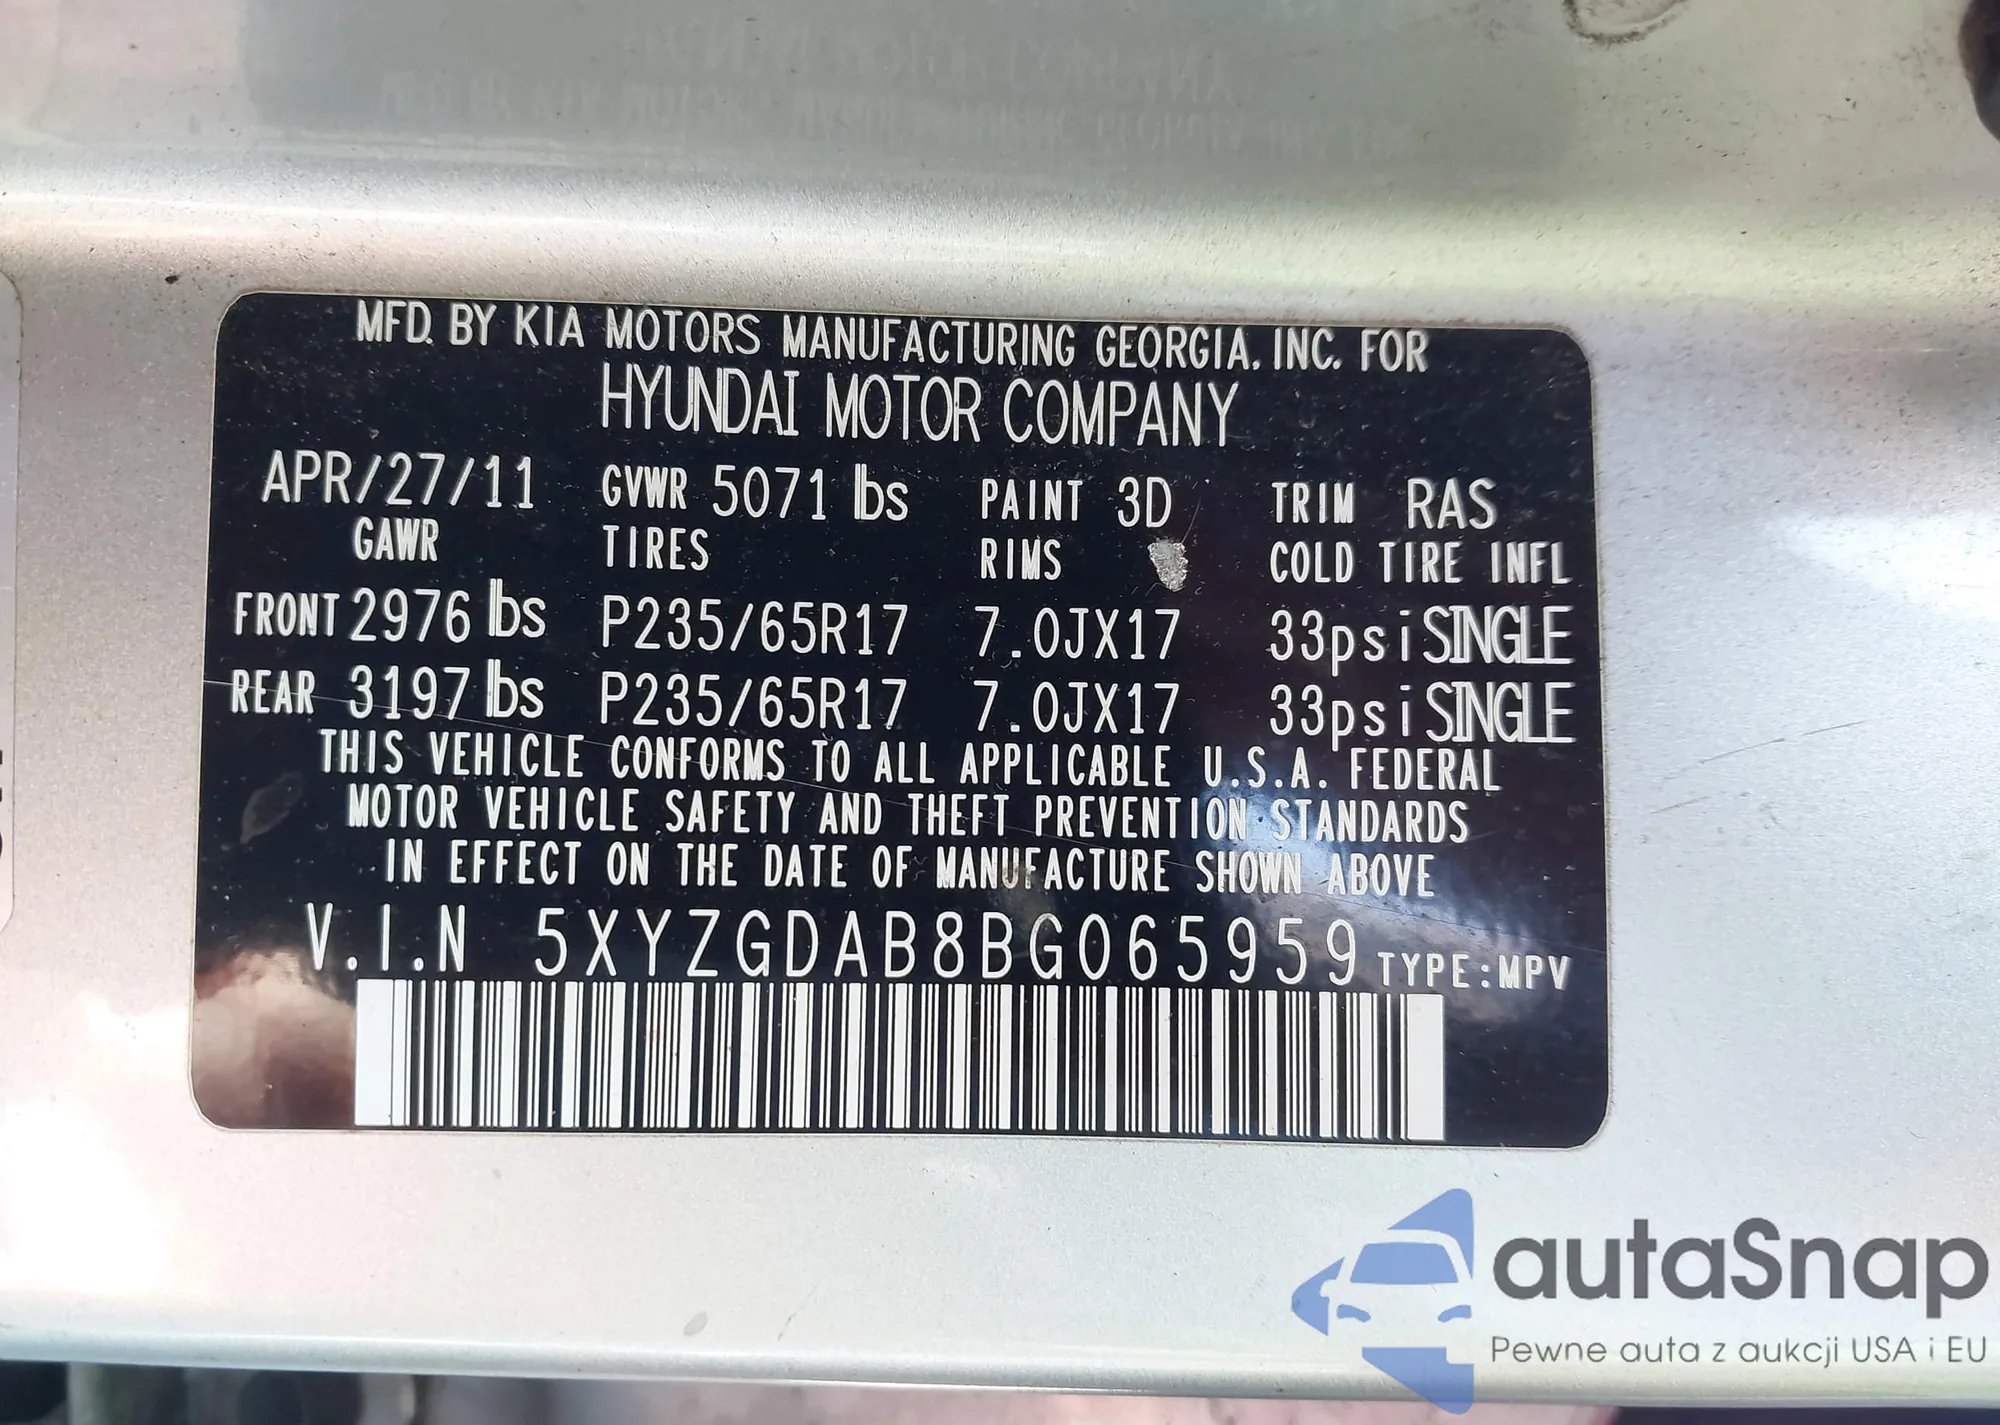 MFD. BY KIA MOTORS MANUFACTURING GEORGIA, INC. FOR
HYUNDAI MOTOR COMPANY
APR/27/11 GVWR 5071 lbs PAINT 3D TRIM RAS
GAWR TIRES RIMS COLD TIRE INFL
FRONT 2976 lbs P235/65R17 7.0JX17 33psi SINGLE
REAR 3197 lbs P235/65R17 7.0JX17 33psi SINGLE
THIS VEHICLE CONFORMS TO ALL APPLICABLE U.S.A. FEDERAL
MOTOR VEHICLE SAFETY AND THEFT PREVENTION STANDARDS
IN EFFECT ON THE DATE OF MANUFACTURE SHOWN ABOVE
V.I.N 5XYZGDAB8BG065959 TYPE:MPV
autaSnap
Pewne auta z aukcji USA i EU